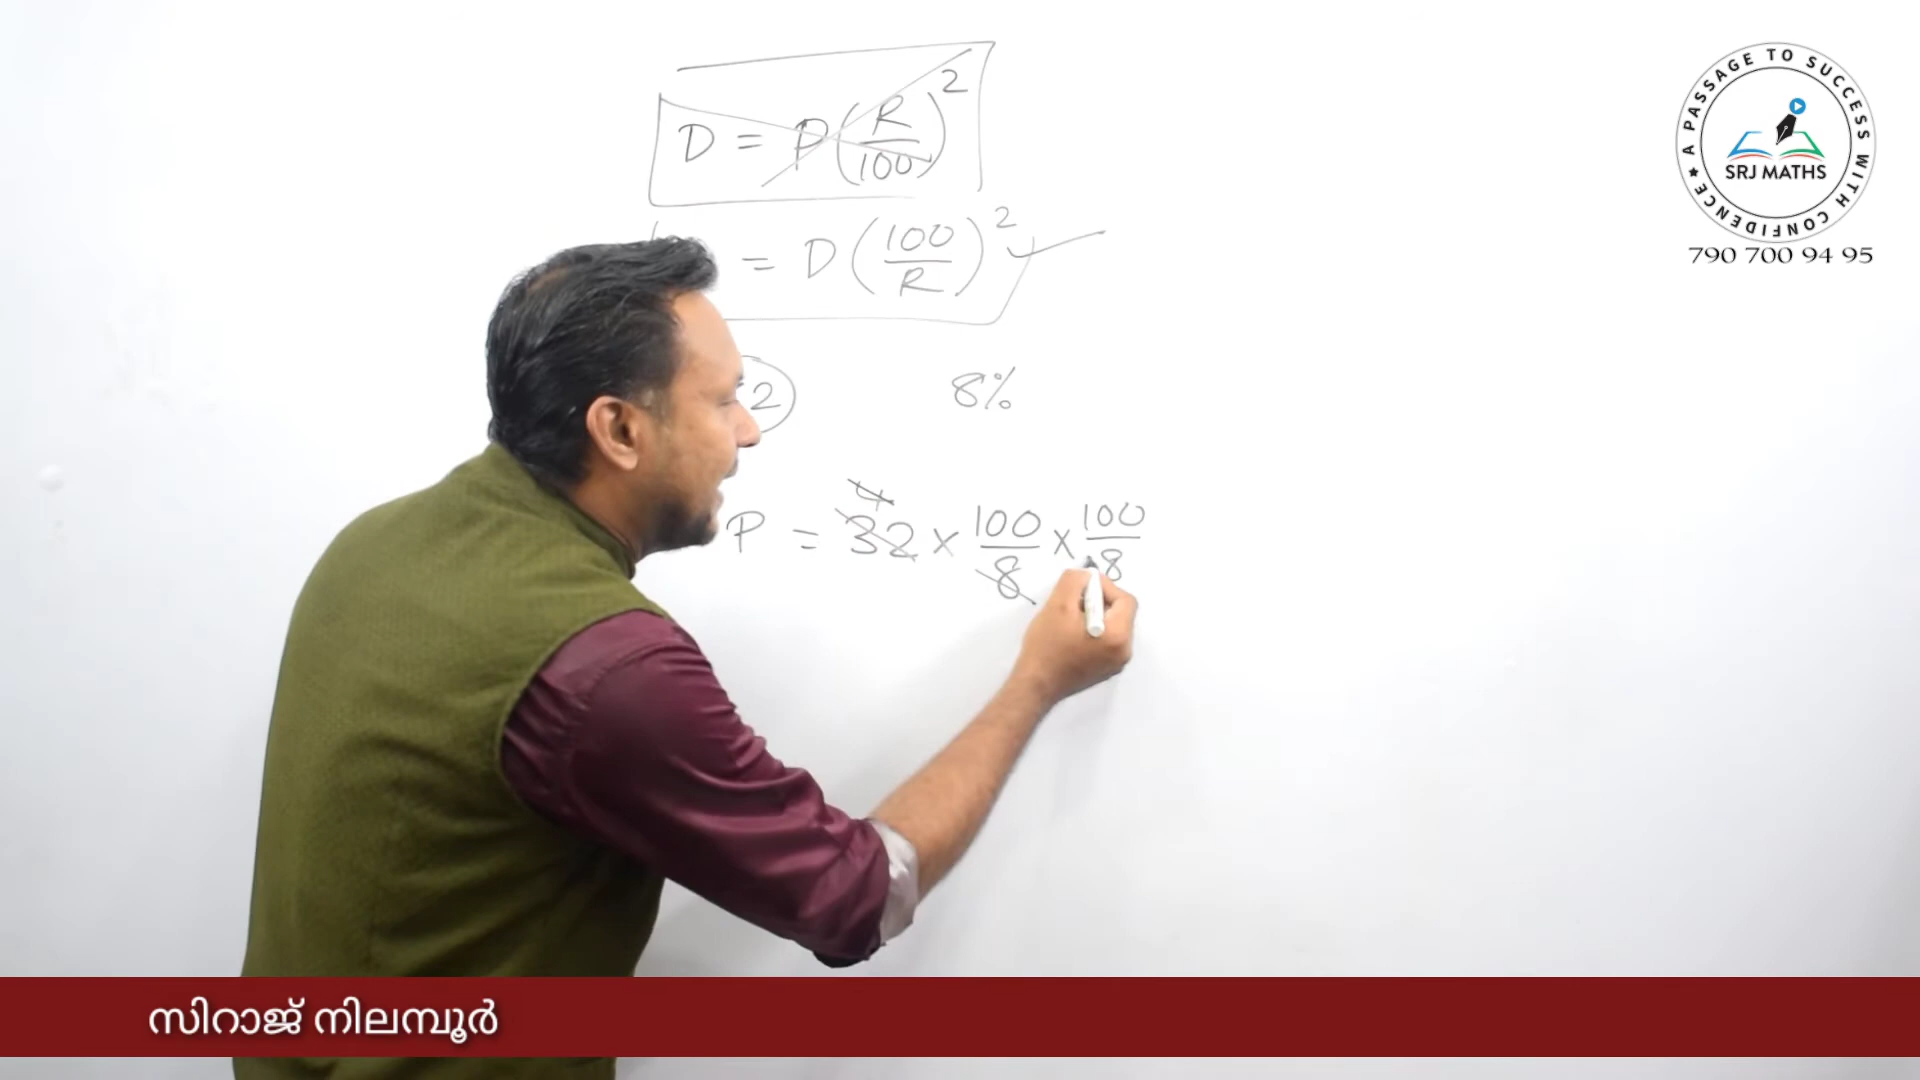 D = P(R/100)²
= D(100/R)²
2
8%
4
P = 32 × 100/8 × 100/8
A PASSAGE TO SUCCESS WITH CONFIDENCE
SRJ MATHS
790 700 94 95
സിറാജ് നിലമ്പൂർ